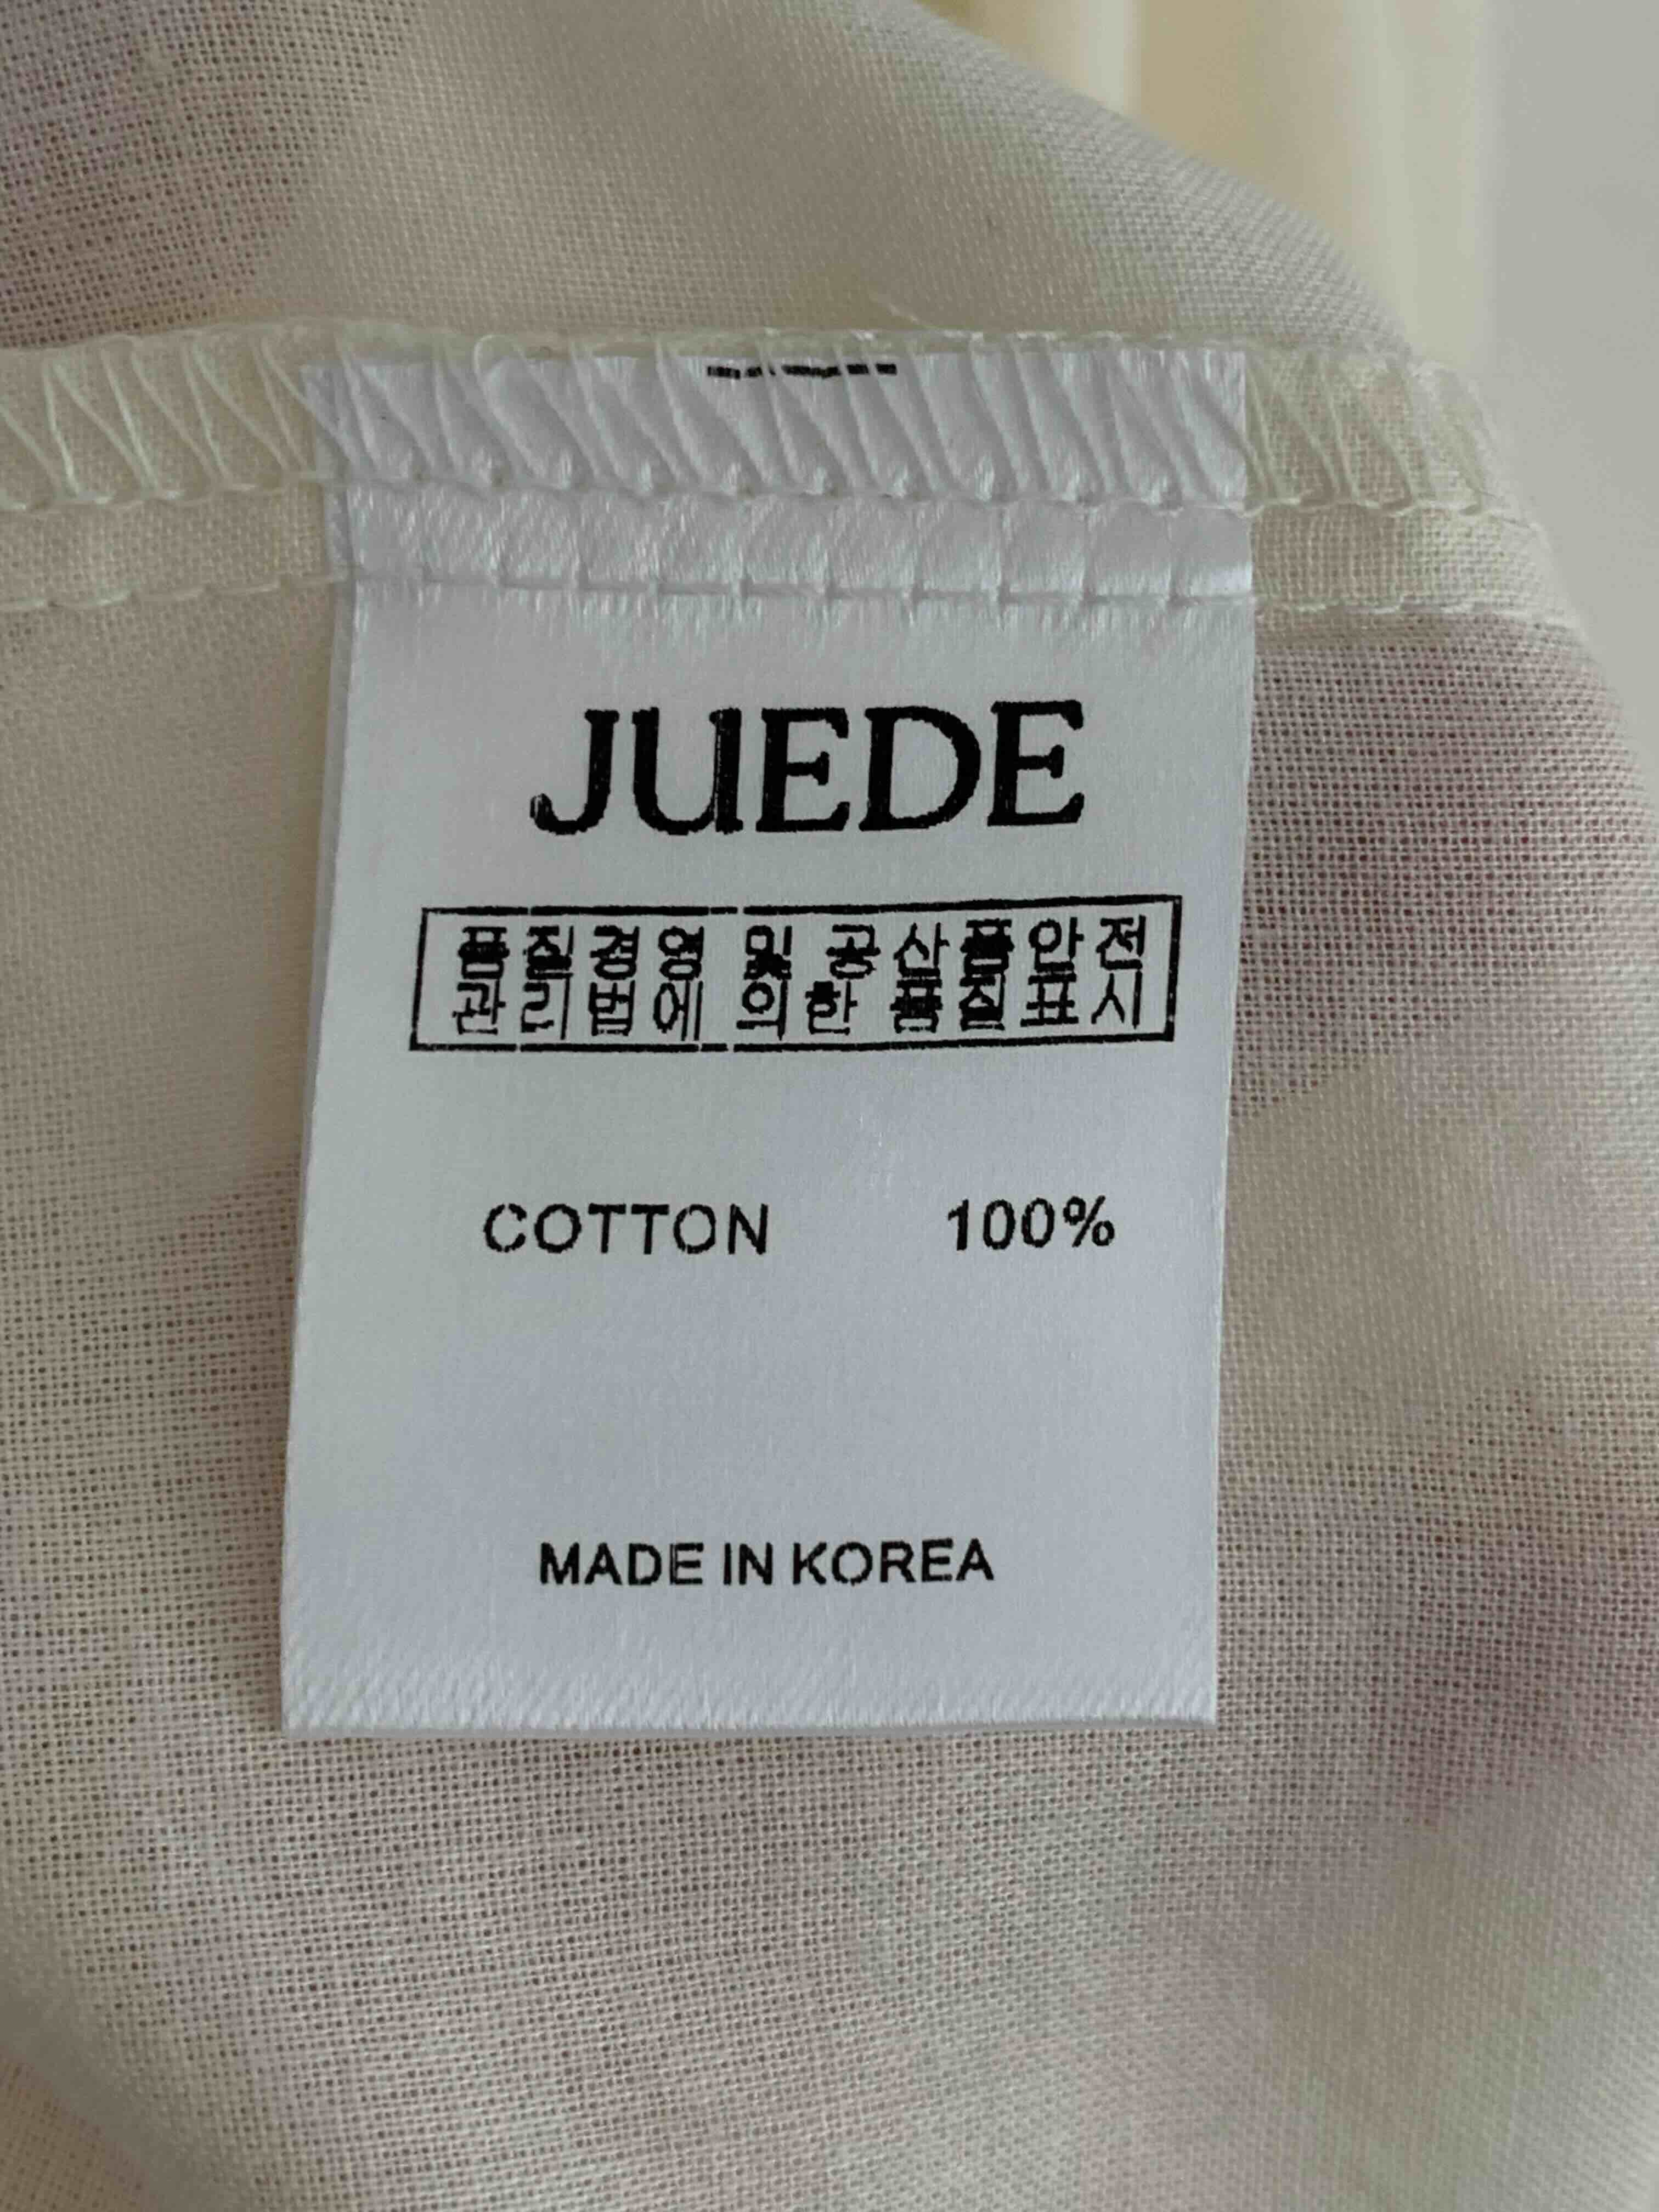 JUEDE
품질경영 및 공산품안전
관리법에 의한 품질표시
COTTON 100%
MADE IN KOREA